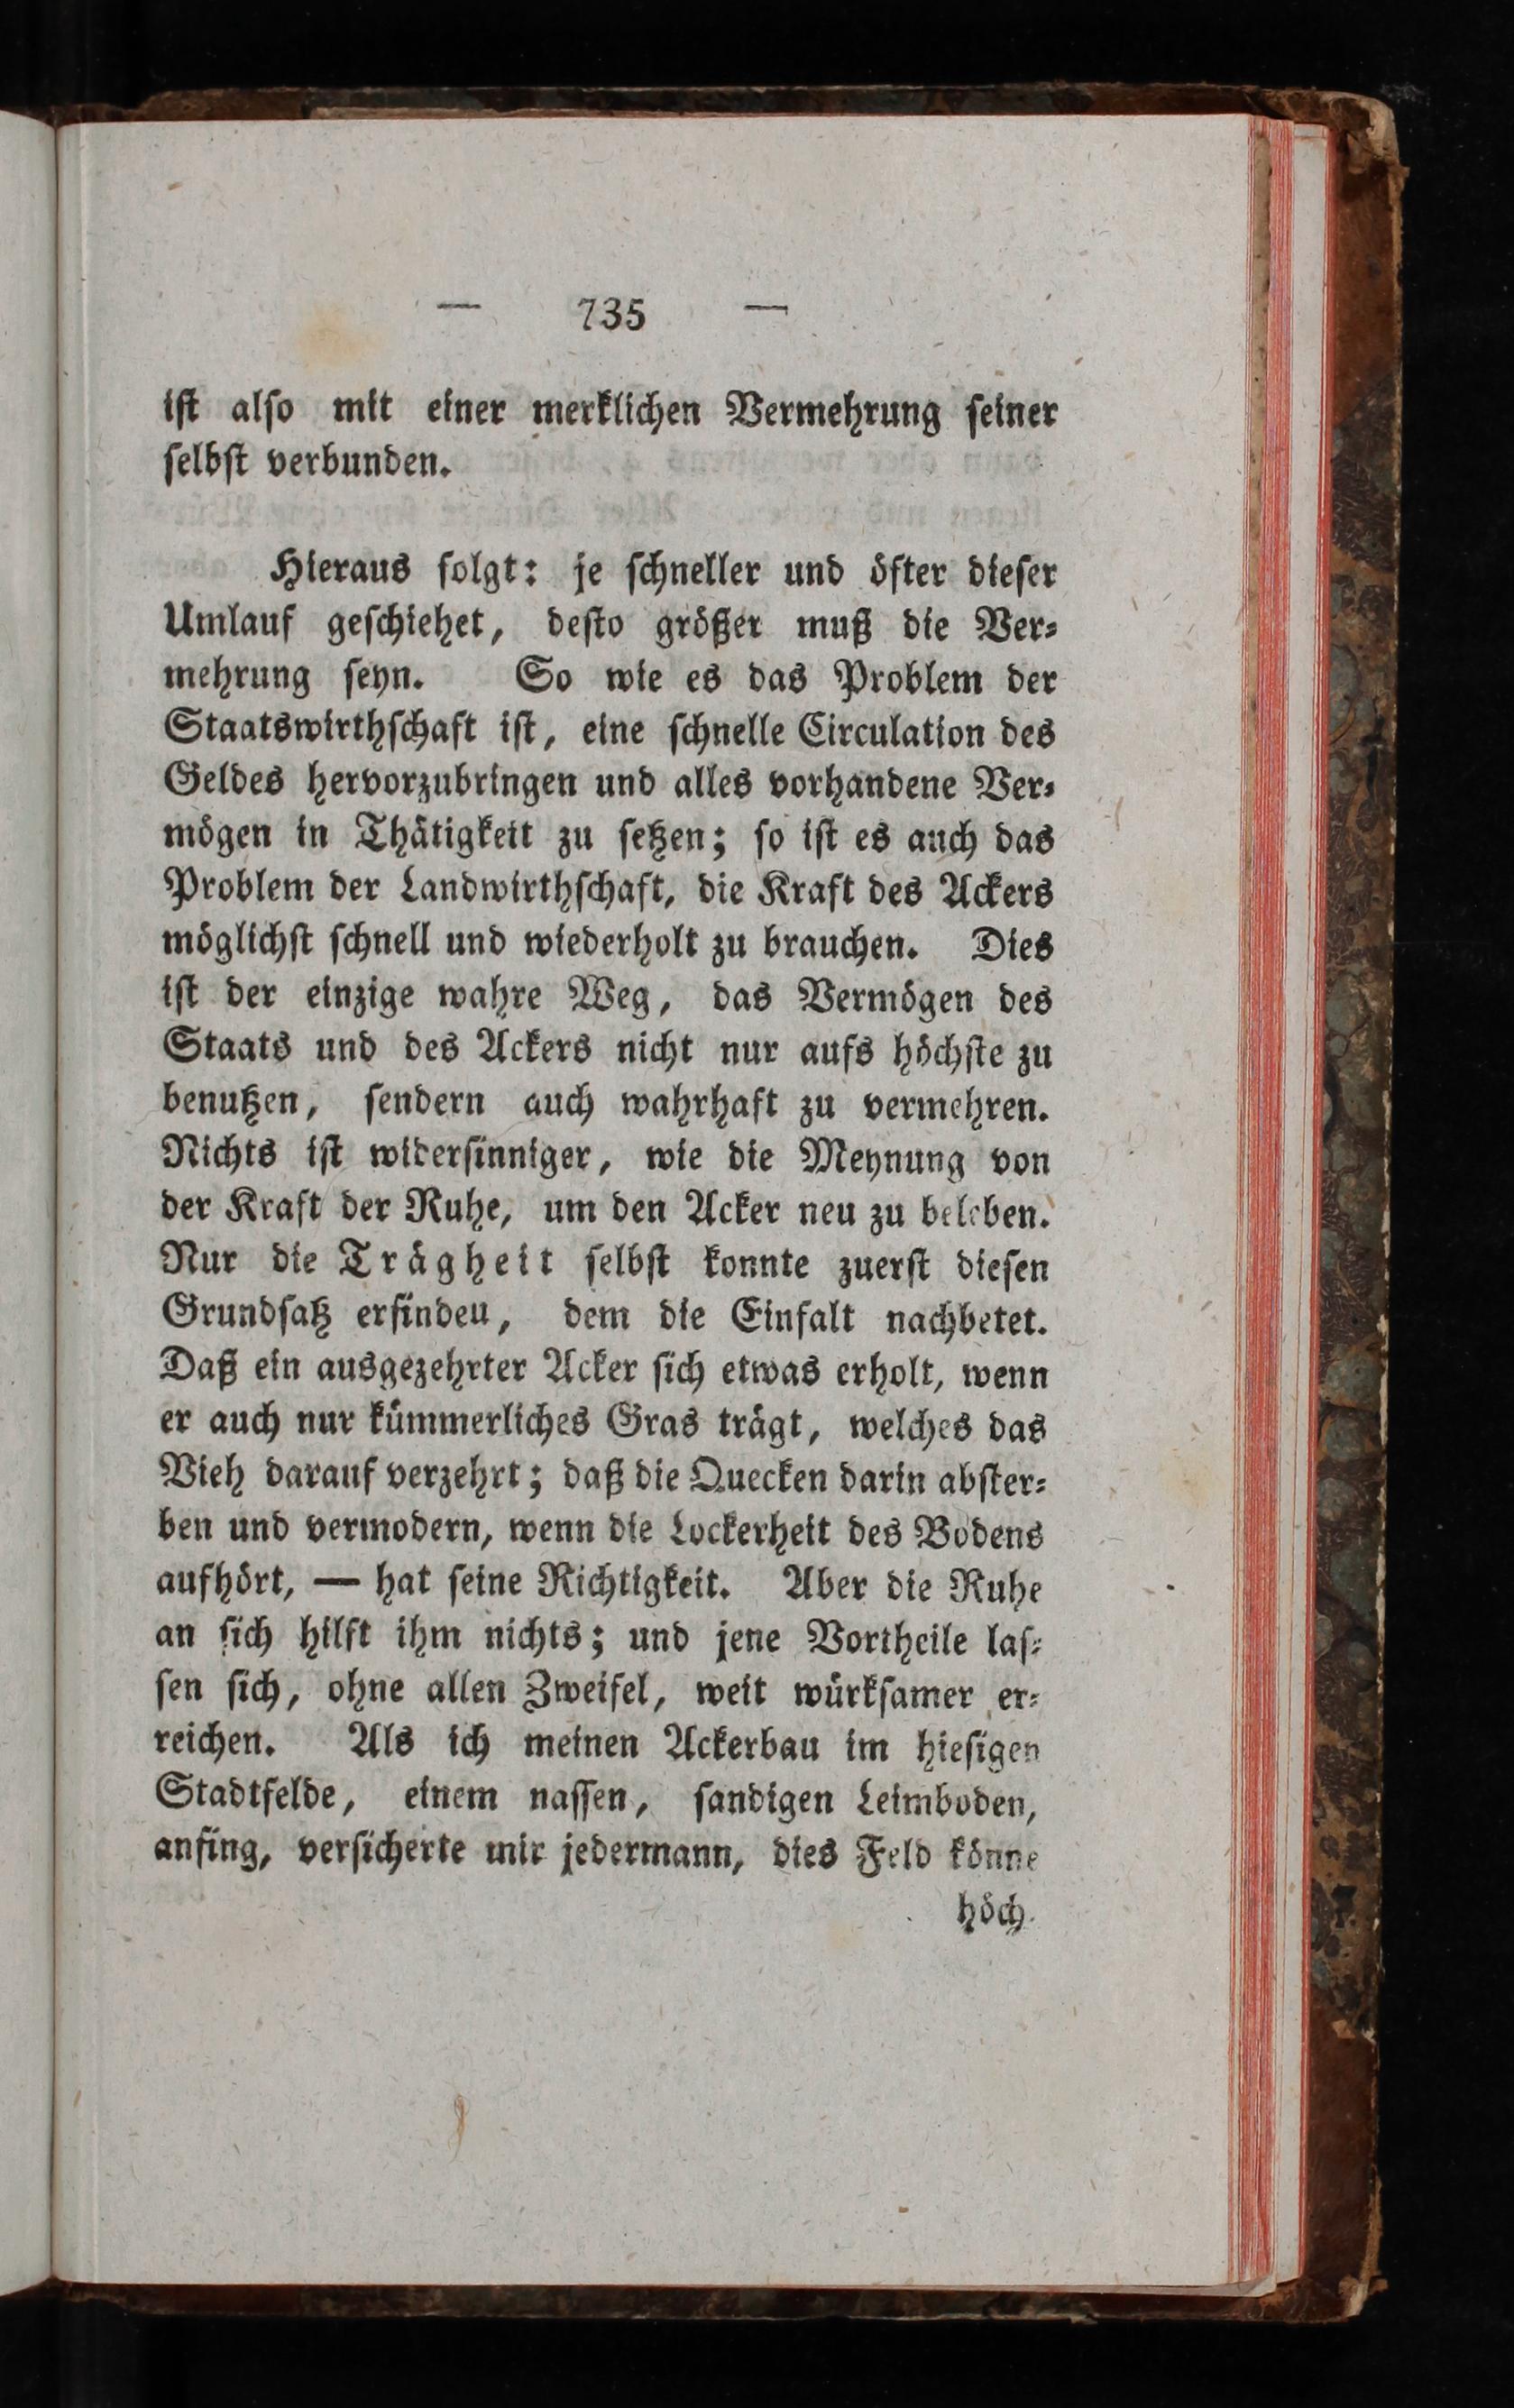 — 735 —
iſt alſo mit einer merklichen Vermehrung ſeiner
ſelbſt verbunden.
Hieraus folgt: je ſchneller und öfter dieſer
Umlauf geſchiehet, deſto größer muß die Ver⸗
mehrung ſeyn. So wie es das Problem der
Staatswirthſchaft iſt, eine ſchnelle Circulation des
Geldes hervorzubringen und alles vorhandene Ver⸗
mögen in Thätigkeit zu ſetzen; ſo iſt es auch das
Problem der Landwirthſchaft, die Kraft des Ackers
möglichſt ſchnell und wiederholt zu brauchen. Dies
iſt der einzige wahre Weg, das Vermögen des
Staats und des Ackers nicht nur aufs höchſte zu
benutzen, ſendern auch wahrhaft zu vermehren.
Nichts iſt widerſinniger, wie die Meynung von
der Kraft der Ruhe, um den Acker neu zu beleben.
Nur die Trägheit ſelbſt konnte zuerſt dieſen
Grundſatz erfindeu, dem die Einfalt nachbetet.
Daß ein ausgezehrter Acker ſich etwas erholt, wenn
er auch nur kümmerliches Gras trägt, welches das
Vieh darauf verzehrt; daß die Quecken darin abſter⸗
ben und vermodern, wenn die Lockerheit des Bodens
aufhört, — hat ſeine Richtigkeit. Aber die Ruhe
an ſich hilft ihm nichts; und jene Vortheile laſ⸗
ſen ſich, ohne allen Zweifel, weit würkſamer er⸗
reichen. Als ich meinen Ackerbau im hieſigen
Stadtfelde, einem naſſen, ſandigen Leimboden,
anfing, verſicherte mir jedermann, dies Feld könne
höch⸗